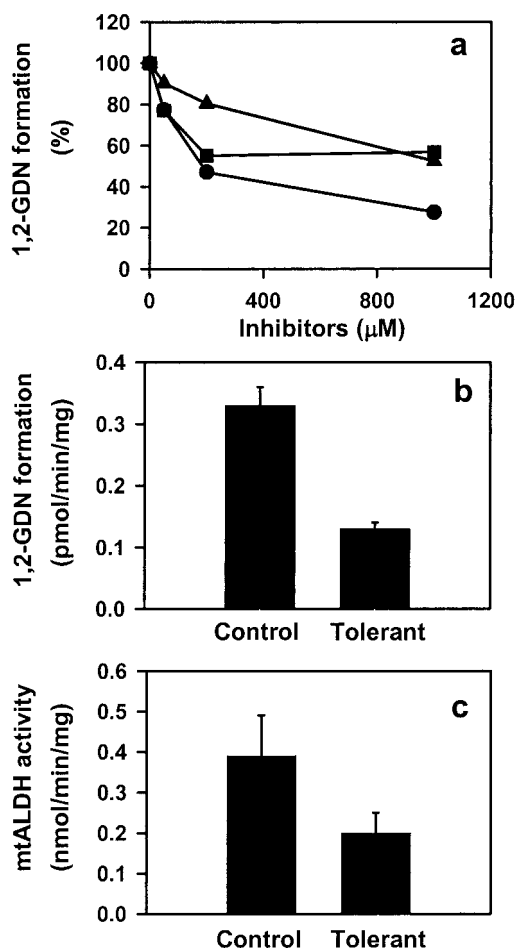 a
1,2-GDN formation
(%)
120
100
80
60
40
20
0
0 400 800 1200
Inhibitors (μM)
b
1,2-GDN formation
(pmol/min/mg)
0.4
0.3
0.2
0.1
0.0
Control Tolerant
c
mtALDH activity
(nmol/min/mg)
0.6
0.5
0.4
0.3
0.2
0.1
0.0
Control Tolerant